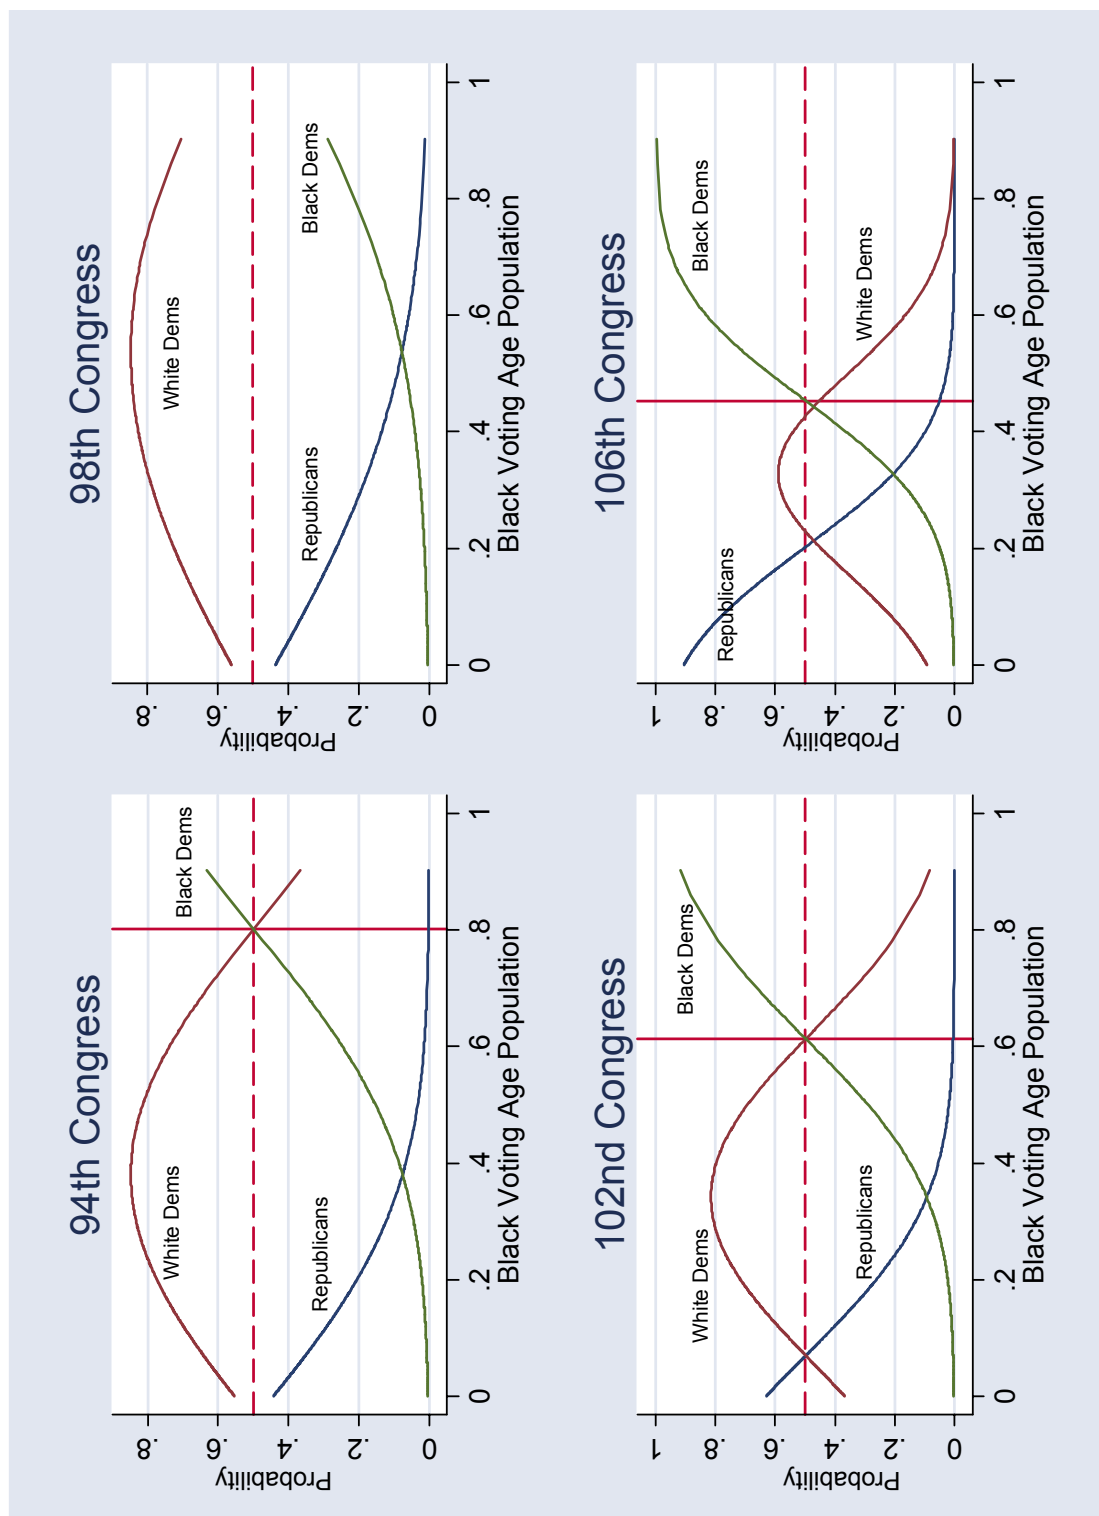 94th Congress
White Dems
Black Dems
Republicans
Probability
0 .2 .4 .6 .8
0 .2 .4 .6 .8 1
Black Voting Age Population
98th Congress
White Dems
Black Dems
Republicans
Probability
0 .2 .4 .6 .8
0 .2 .4 .6 .8 1
Black Voting Age Population
102nd Congress
White Dems
Black Dems
Republicans
Probability
0 .2 .4 .6 .8 1
0 .2 .4 .6 .8 1
Black Voting Age Population
106th Congress
Republicans
Black Dems
White Dems
Probability
0 .2 .4 .6 .8 1
0 .2 .4 .6 .8 1
Black Voting Age Population